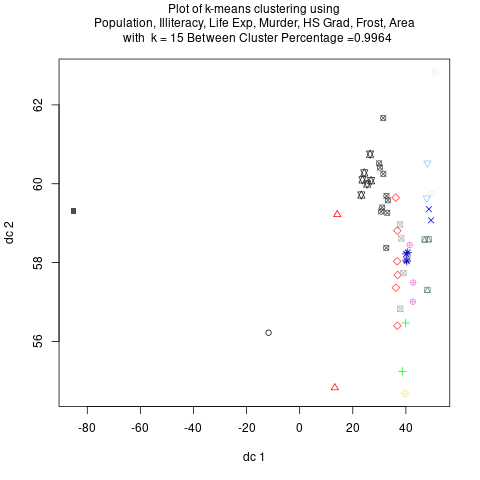 Plot of k-means clustering using
Population, Illiteracy, Life Exp, Murder, HS Grad, Frost, Area
with k = 15 Between Cluster Percentage =0.9964
62
60
58
56
dc 2
-80 -60 -40 -20 0 20 40
dc 1